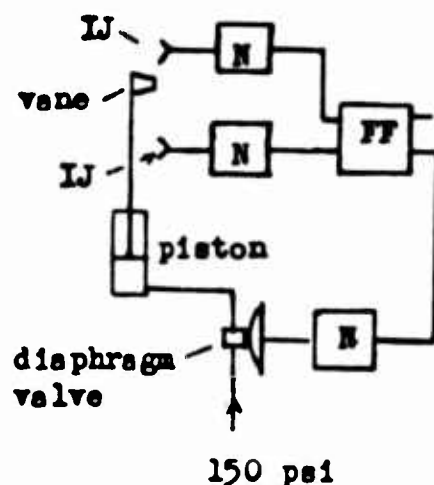 IJ
N
vane
FF
IJ
N
piston
diaphragm
valve
N
150 psi